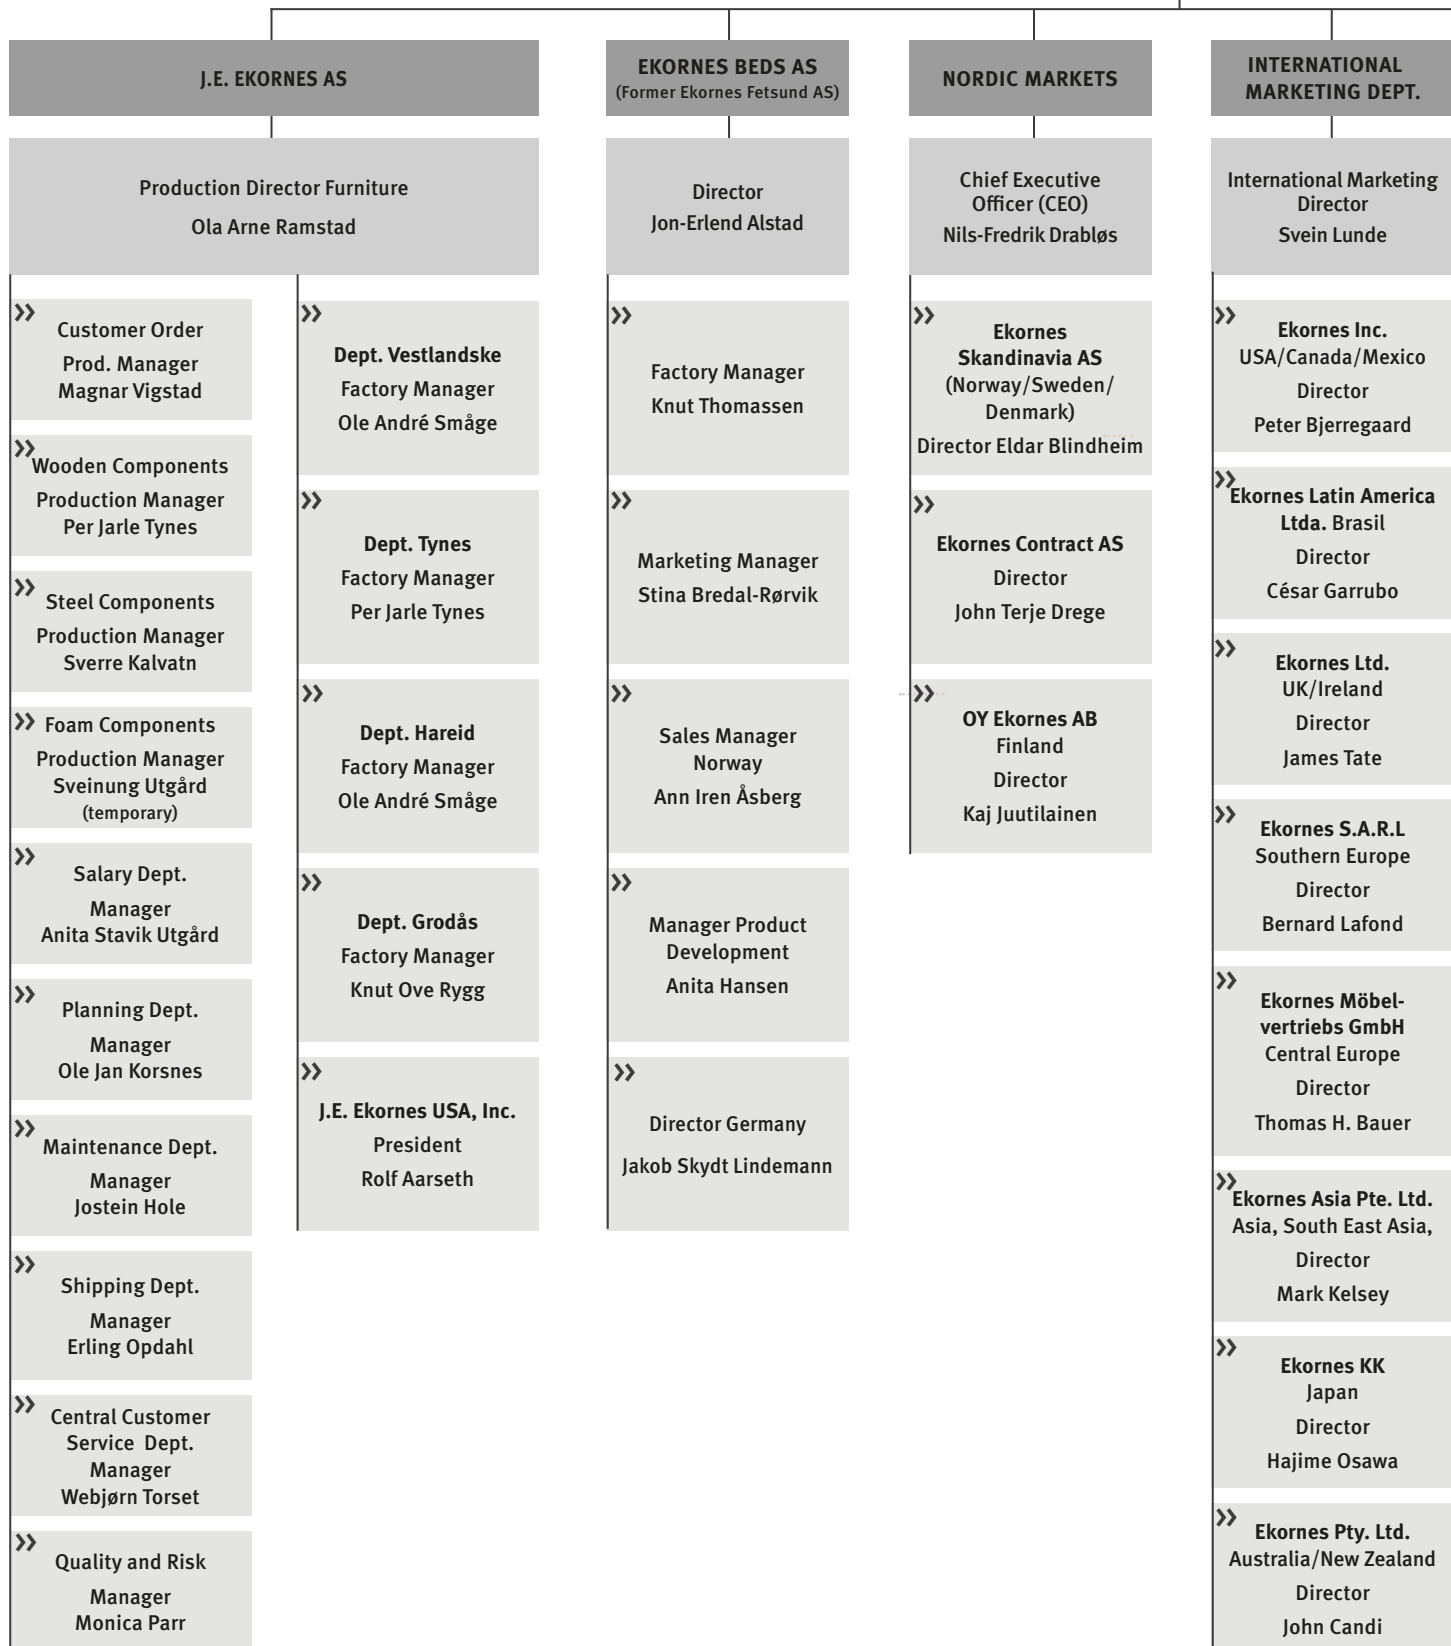 J.E. EKORNES AS
Production Director Furniture
Ola Arne Ramstad
»
Customer Order
Prod. Manager
Magnar Vigstad
»
Wooden Components
Production Manager
Per Jarle Tynes
»
Steel Components
Production Manager
Sverre Kalvatn
»
Foam Components
Production Manager
Sveinung Utgård
(temporary)
»
Salary Dept.
Manager
Anita Stavik Utgård
»
Planning Dept.
Manager
Ole Jan Korsnes
»
Maintenance Dept.
Manager
Jostein Hole
»
Shipping Dept.
Manager
Erling Opdahl
»
Central Customer
Service Dept.
Manager
Webjørn Torset
»
Quality and Risk
Manager
Monica Parr
»
Dept. Vestlandske
Factory Manager
Ole André Småge
»
Dept. Tynes
Factory Manager
Per Jarle Tynes
»
Dept. Hareid
Factory Manager
Ole André Småge
»
Dept. Grodås
Factory Manager
Knut Ove Rygg
»
J.E. Ekornes USA, Inc.
President
Rolf Aarseth
EKORNES BEDS AS
(Former Ekornes Fetsund AS)
Director
Jon-Erlend Alstad
»
Factory Manager
Knut Thomassen
»
Marketing Manager
Stina Bredal-Rørvik
»
Sales Manager
Norway
Ann Iren Åsberg
»
Manager Product
Development
Anita Hansen
»
Director Germany
Jakob Skydt Lindemann
NORDIC MARKETS
Chief Executive
Officer (CEO)
Nils-Fredrik Drabløs
»
Ekornes
Skandinavia AS
(Norway/Sweden/
Denmark)
Director Eldar Blindheim
»
Ekornes Contract AS
Director
John Terje Drege
»
OY Ekornes AB
Finland
Director
Kaj Juutilainen
INTERNATIONAL
MARKETING DEPT.
International Marketing
Director
Svein Lunde
»
Ekornes Inc.
USA/Canada/Mexico
Director
Peter Bjerregaard
»
Ekornes Latin America
Ltda. Brasil
Director
César Garrubo
»
Ekornes Ltd.
UK/Ireland
Director
James Tate
»
Ekornes S.A.R.L
Southern Europe
Director
Bernard Lafond
»
Ekornes Möbel-
vertriebs GmbH
Central Europe
Director
Thomas H. Bauer
»
Ekornes Asia Pte. Ltd.
Asia, South East Asia,
Director
Mark Kelsey
»
Ekornes KK
Japan
Director
Hajime Osawa
»
Ekornes Pty. Ltd.
Australia/New Zealand
Director
John Candi